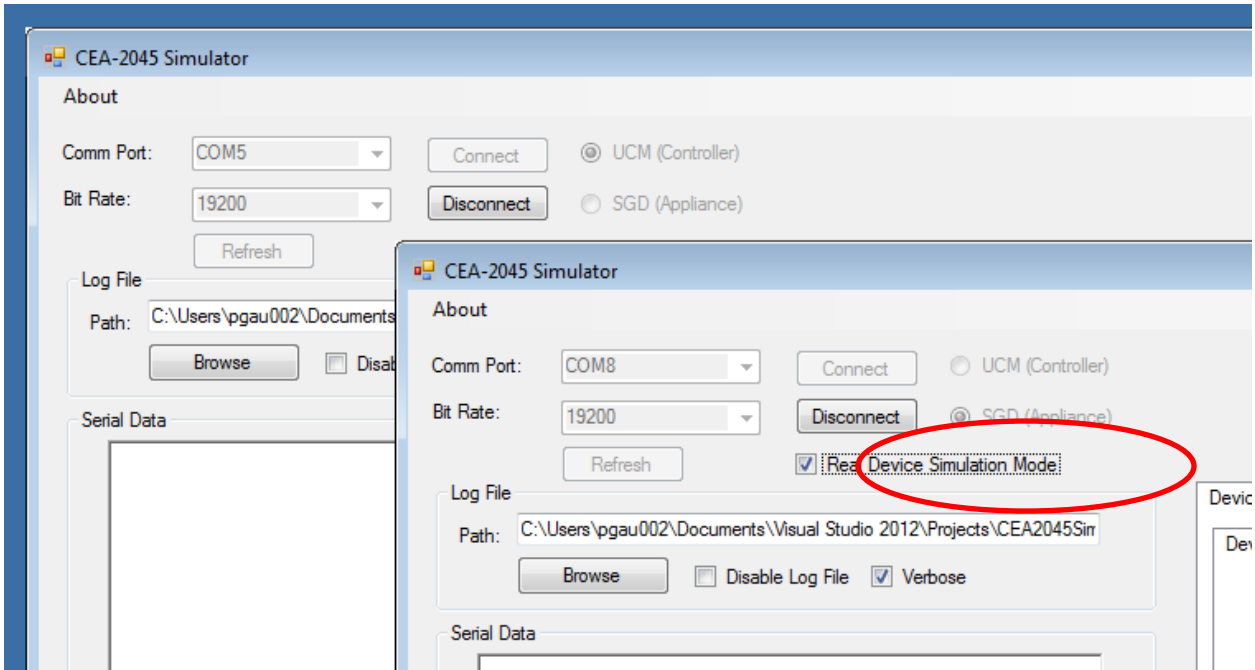 CEA-2045 Simulator
About
Comm Port: COM5 Connect UCM (Controller)
Bit Rate: 19200 Disconnect SGD (Appliance)
Refresh
Log File
Path: C:\Users\pgau002\Documents
Browse
Serial Data
CEA-2045 Simulator
About
Comm Port: COM8 Connect UCM (Controller)
Bit Rate: 19200 Disconnect SGD (Appliance)
Refresh Real Device Simulation Mode
Log File
Path: C:\Users\pgau002\Documents\Visual Studio 2012\Projects\CEA2045Sim
Browse Disable Log File Verbose
Serial Data